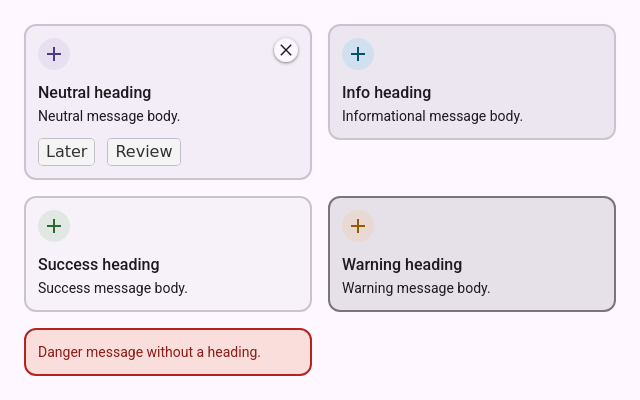 Neutral heading
Neutral message body.
Later Review
Info heading
Informational message body.
Success heading
Success message body.
Warning heading
Warning message body.
Danger message without a heading.